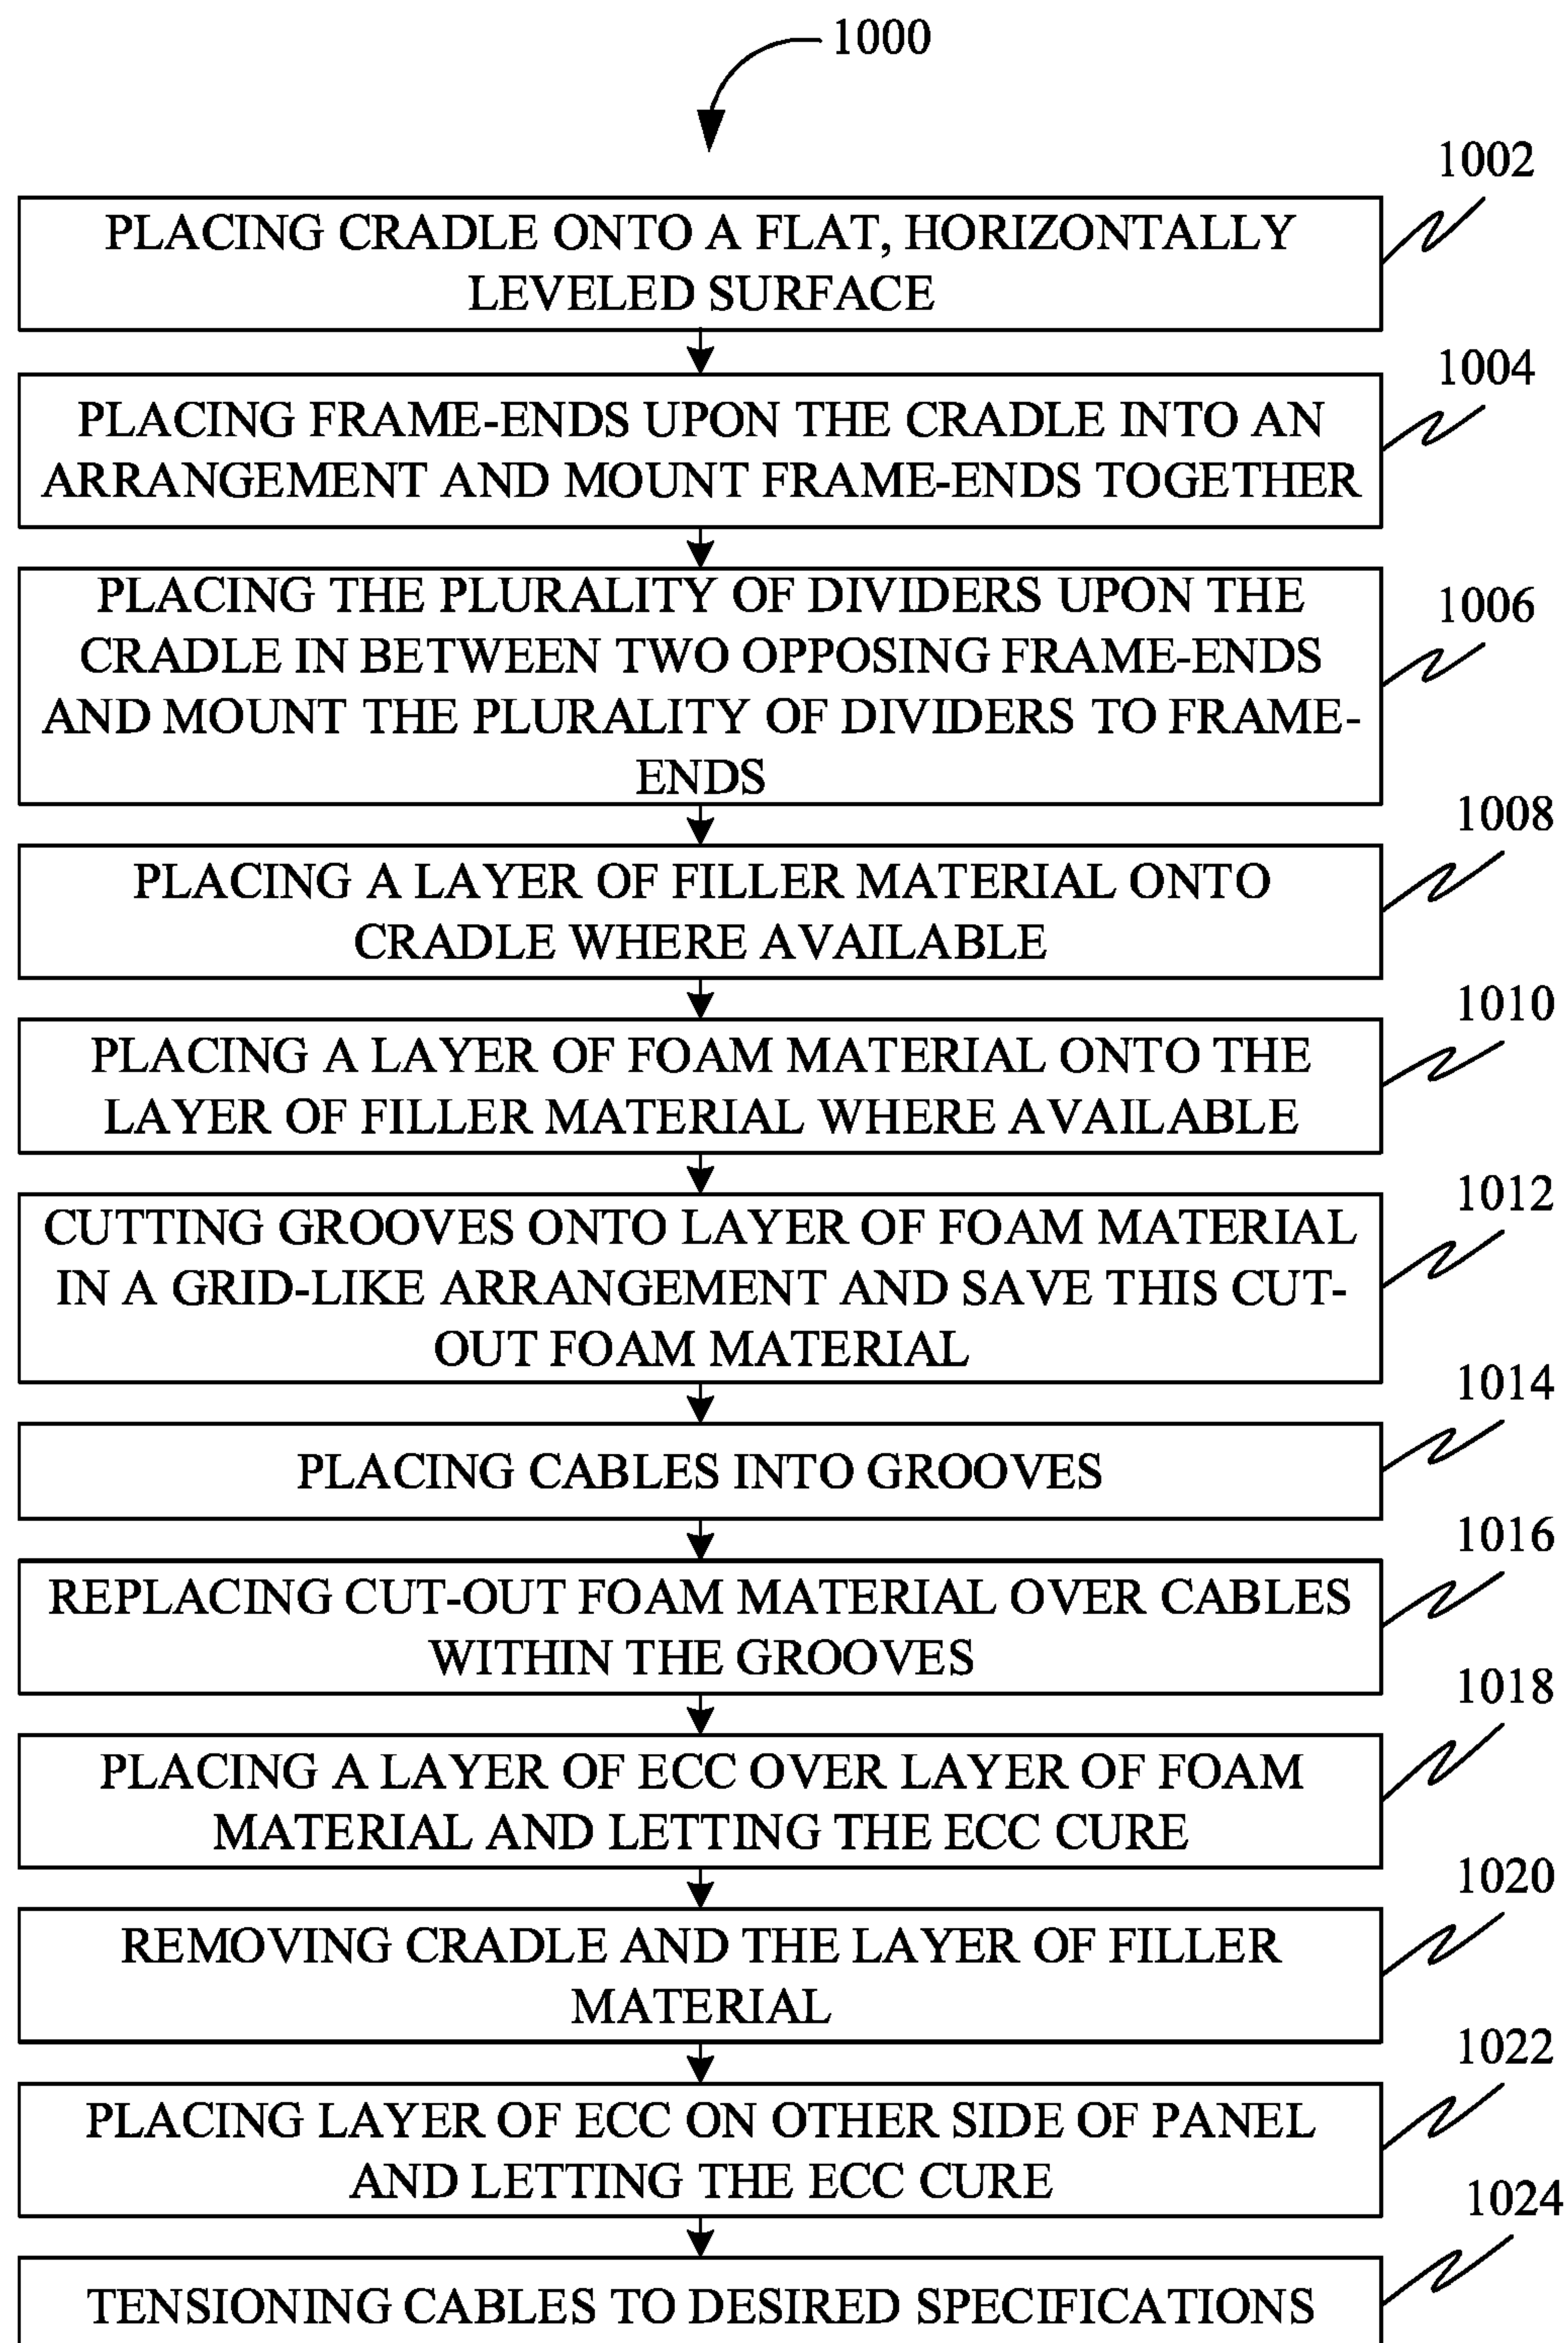 1000
1002
PLACING CRADLE ONTO A FLAT, HORIZONTALLY
LEVELED SURFACE
1004
PLACING FRAME-ENDS UPON THE CRADLE INTO AN
ARRANGEMENT AND MOUNT FRAME-ENDS TOGETHER
1006
PLACING THE PLURALITY OF DIVIDERS UPON THE
CRADLE IN BETWEEN TWO OPPOSING FRAME-ENDS
AND MOUNT THE PLURALITY OF DIVIDERS TO FRAME-
ENDS
1008
PLACING A LAYER OF FILLER MATERIAL ONTO
CRADLE WHERE AVAILABLE
1010
PLACING A LAYER OF FOAM MATERIAL ONTO THE
LAYER OF FILLER MATERIAL WHERE AVAILABLE
1012
CUTTING GROOVES ONTO LAYER OF FOAM MATERIAL
IN A GRID-LIKE ARRANGEMENT AND SAVE THIS CUT-
OUT FOAM MATERIAL
1014
PLACING CABLES INTO GROOVES
1016
REPLACING CUT-OUT FOAM MATERIAL OVER CABLES
WITHIN THE GROOVES
1018
PLACING A LAYER OF ECC OVER LAYER OF FOAM
MATERIAL AND LETTING THE ECC CURE
1020
REMOVING CRADLE AND THE LAYER OF FILLER
MATERIAL
1022
PLACING LAYER OF ECC ON OTHER SIDE OF PANEL
AND LETTING THE ECC CURE
1024
TENSIONING CABLES TO DESIRED SPECIFICATIONS